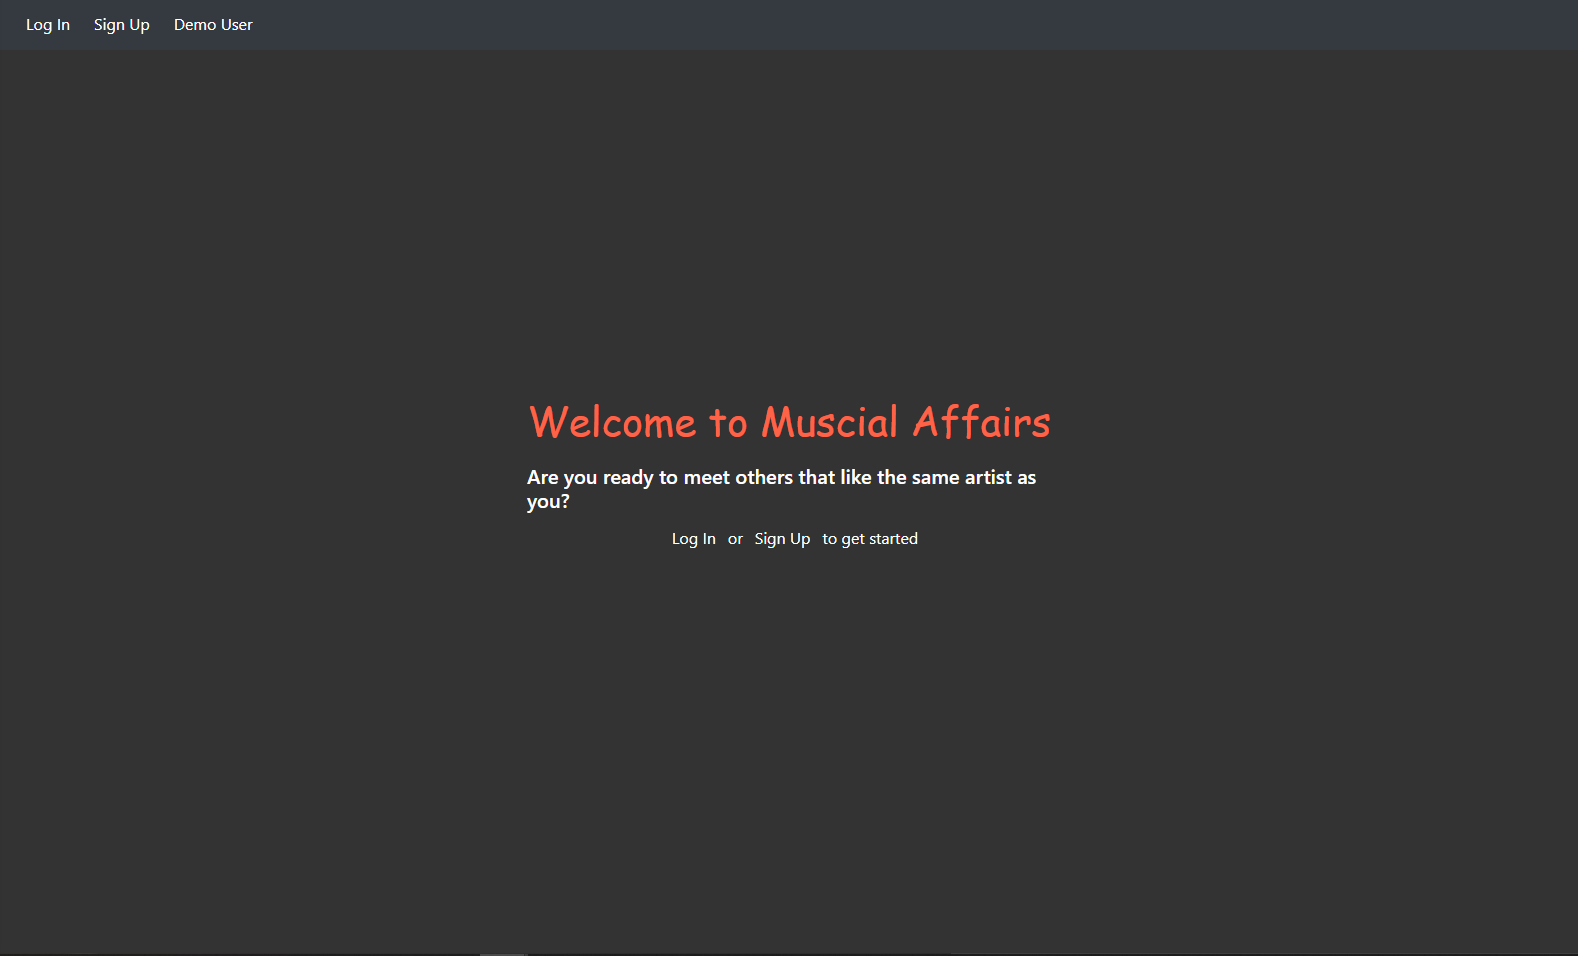 Log In Sign Up Demo User
Welcome to Muscial Affairs
Are you ready to meet others that like the same artist as
you?
Log In or Sign Up to get started